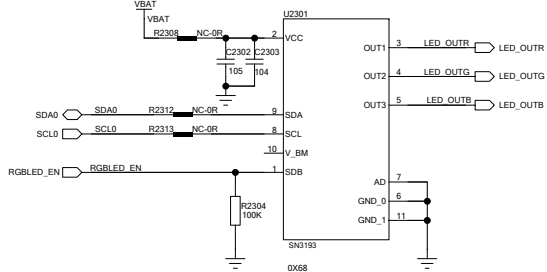 VBAT
VBAT
R2308 NC-0R
C2302 C2303
105 104
U2301
2 VCC
OUT1 3 LED_OUTR LED_OUTR
OUT2 4 LED_OUTG LED_OUTG
OUT3 5 LED_OUTB LED_OUTB
SDA0 SDA0 R2312 NC-0R 9 SDA
SCL0 SCL0 R2313 NC-0R 8 SCL
10 V_BM
RGBLED_EN RGBLED_EN 1 SDB
AD 7
GND_0 6
GND_1 11
R2304
100K
SN3193
0X68